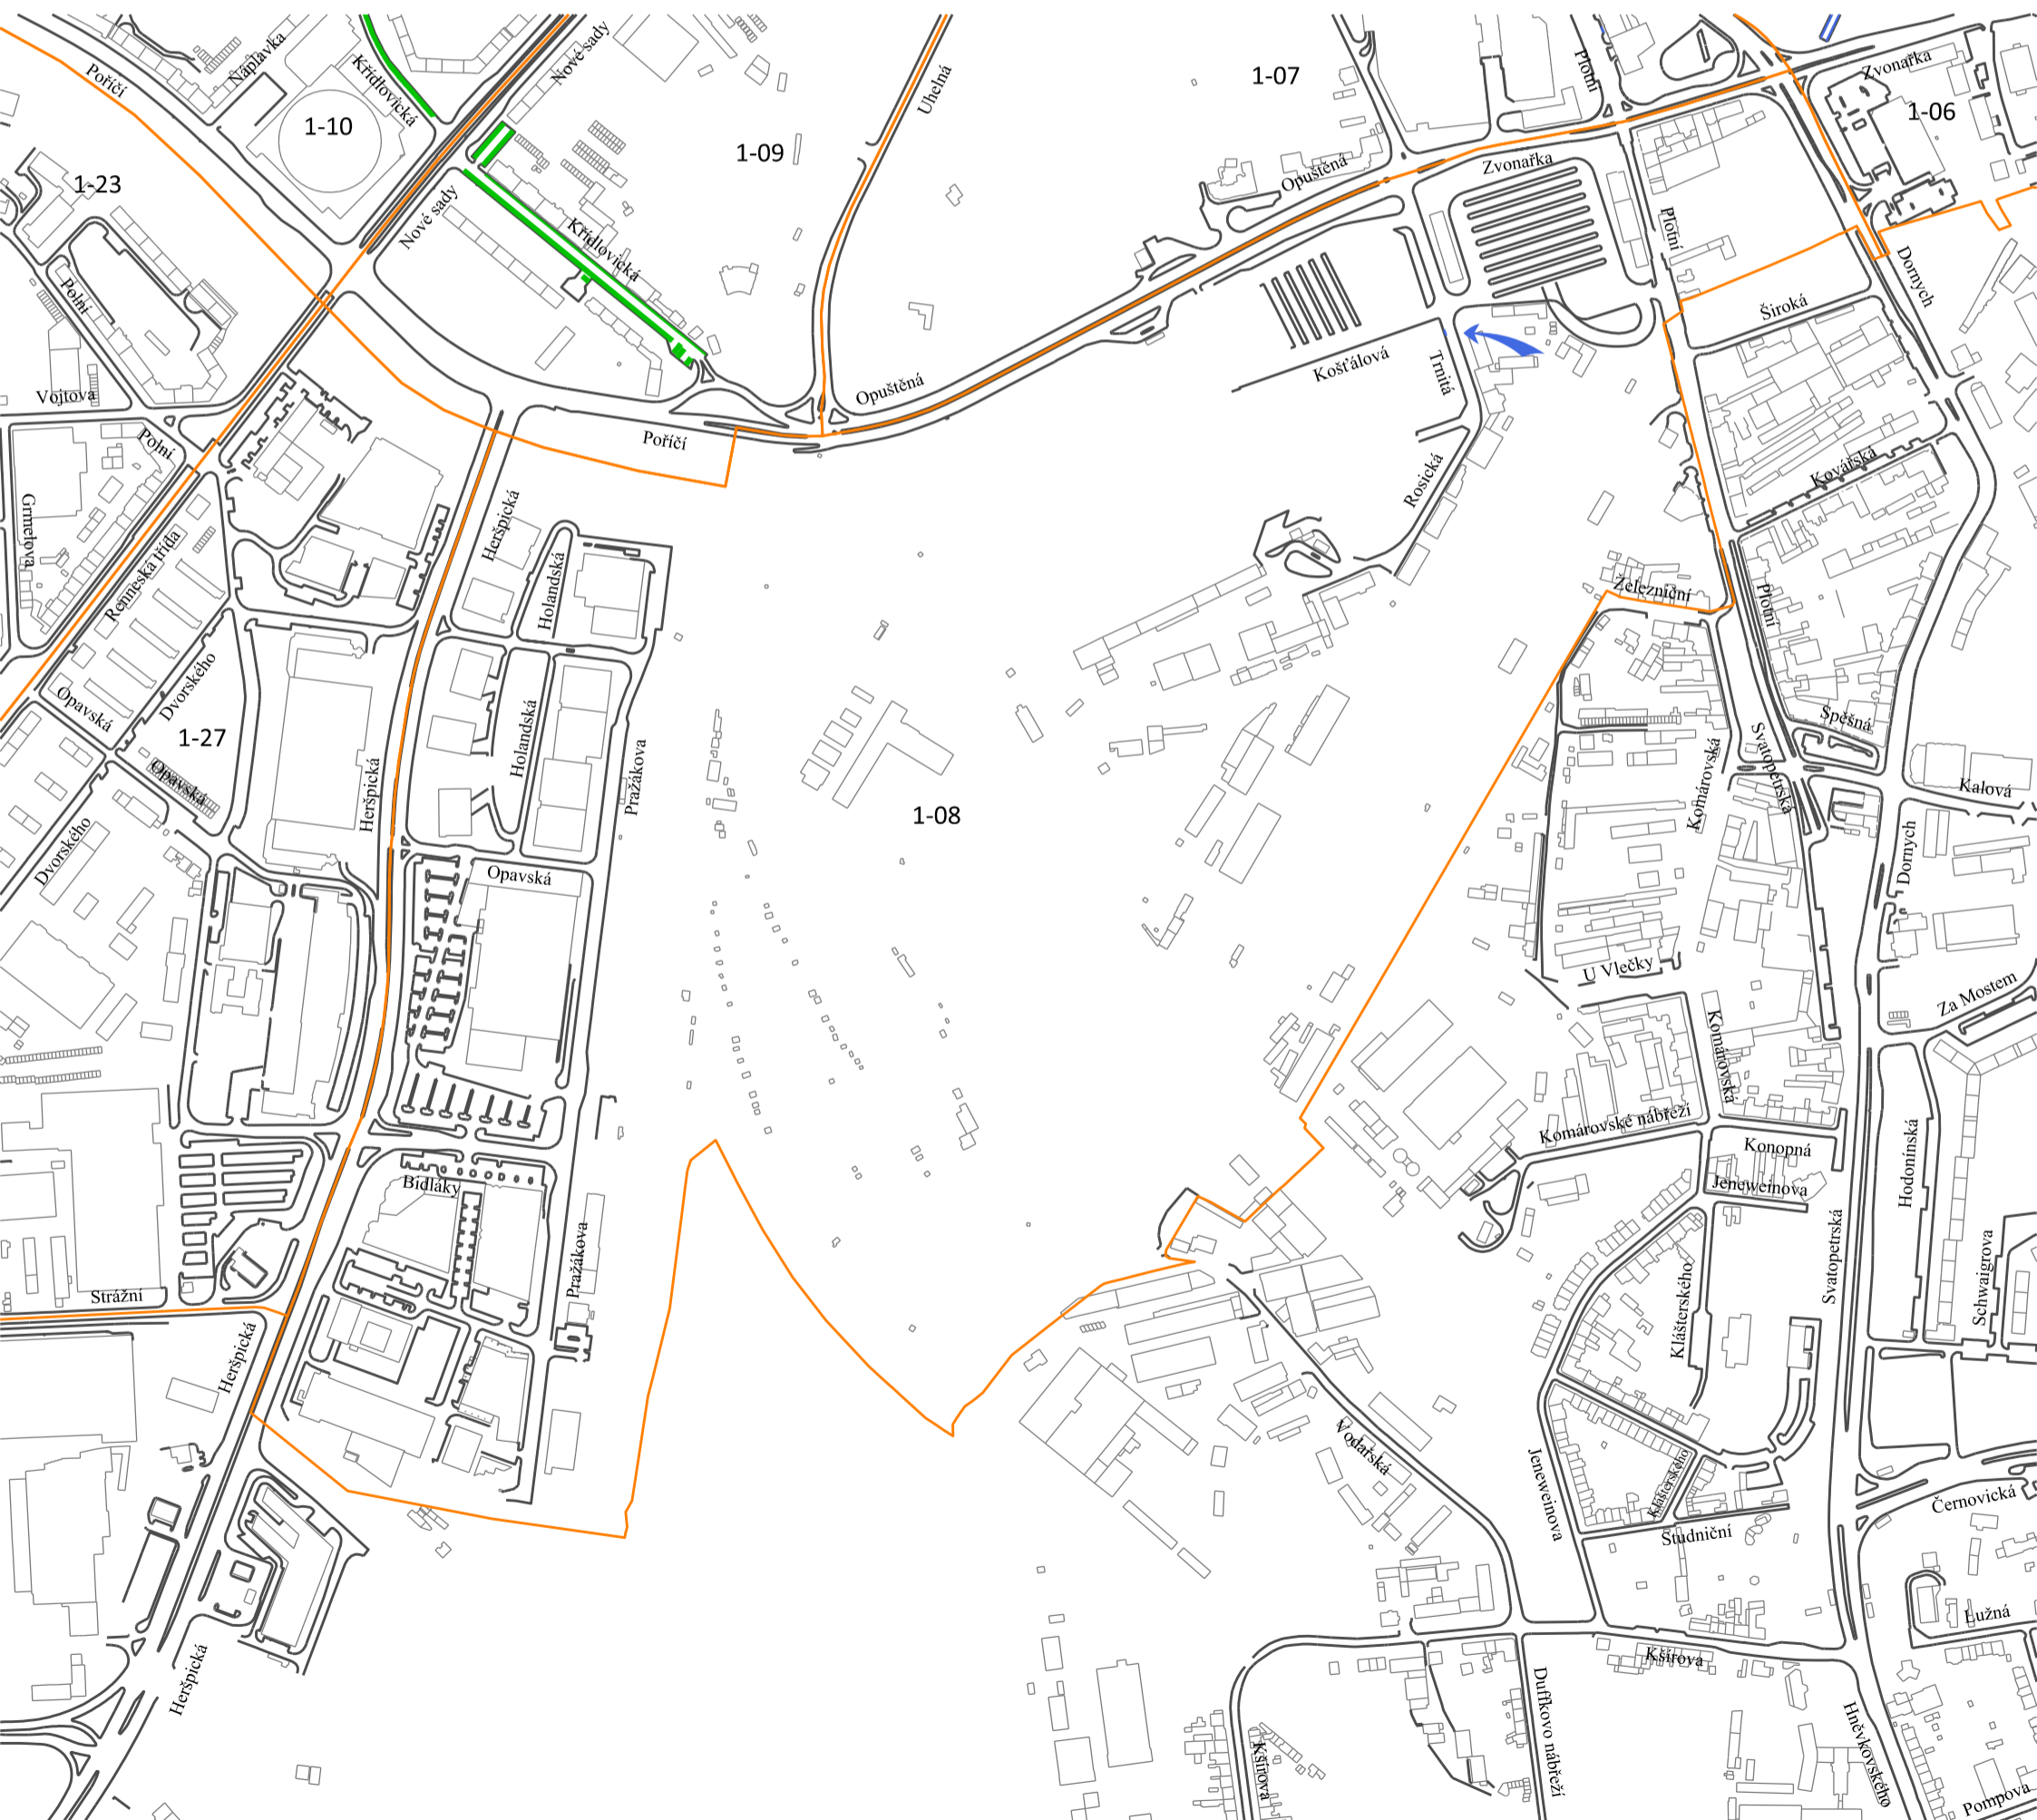 Nové sady
Náplavka
Poříčí
Křídlovická
1-10
1-09
Uhelná
1-07
Plotní
Zvonařka
1-06
1-23
Nové sady
Křídlovická
Opuštěná
Zvonařka
Plotní
Dornych
Polní
Široká
Košťálová
Trnitá
Vojtova
Opuštěná
Polní
Poříčí
Kovářská
Rosická
Grmelova
Heršpická
Renneská třída
Holandská
Železniční
Plotní
Dvorského
Opavská
Holandská
Spěšná
1-27
Svatopetrská
Komárovská
Pražákova
Opavská
Heršpická
Kalová
1-08
Dvorského
Dornych
Opavská
U Vlečky
Za Mostem
Komárovská
Komárovské nábřeží
Konopná
Hodonínská
Bidláky
Jeneweinova
Svatopetrská
Pražákova
Schwaigrova
Klášterského
Strážní
Heršpická
Vodařská
Jeneweinova
Klášterského
Černovická
Studniční
Lužná
Heršpická
Kšírova
Duffkovo nábřeží
Hněvkovského
Kšírova
Pompova